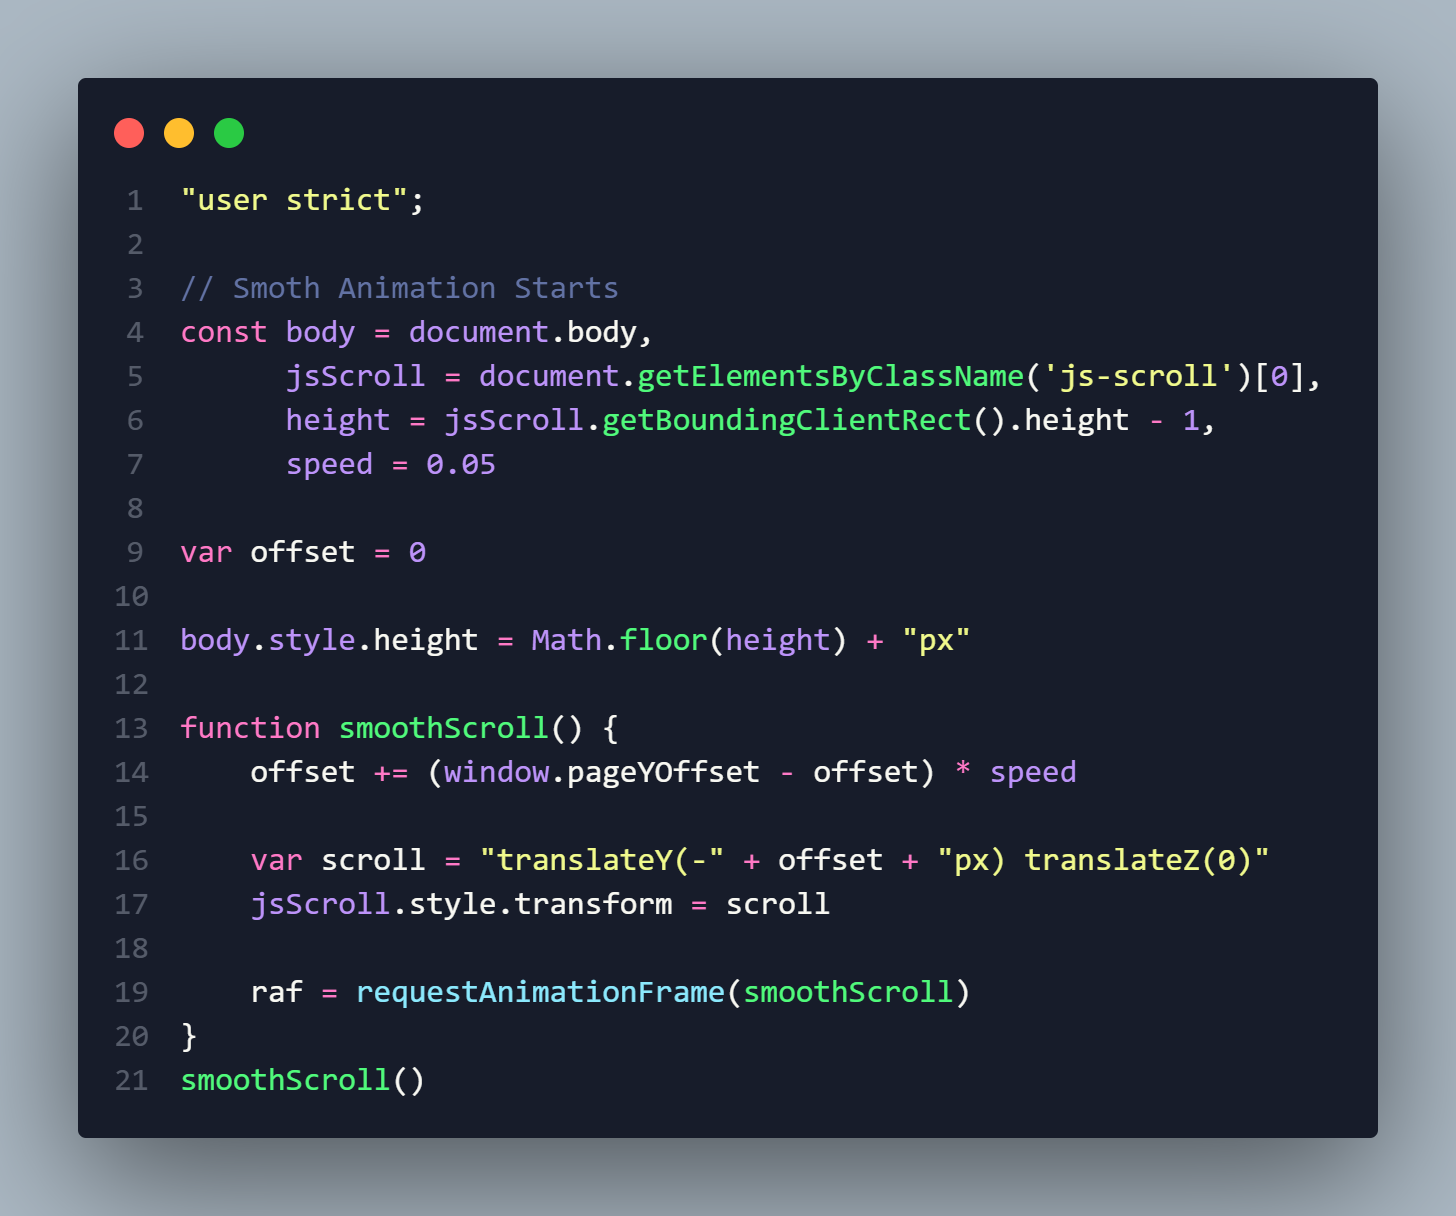 1 "user strict";
2
3 // Smoth Animation Starts
4 const body = document.body,
5       jsScroll = document.getElementsByClassName('js-scroll')[0],
6       height = jsScroll.getBoundingClientRect().height - 1,
7       speed = 0.05
8
9 var offset = 0
10
11 body.style.height = Math.floor(height) + "px"
12
13 function smoothScroll() {
14     offset += (window.pageYOffset - offset) * speed
15
16     var scroll = "translateY(-" + offset + "px) translateZ(0)"
17     jsScroll.style.transform = scroll
18
19     raf = requestAnimationFrame(smoothScroll)
20 }
21 smoothScroll()